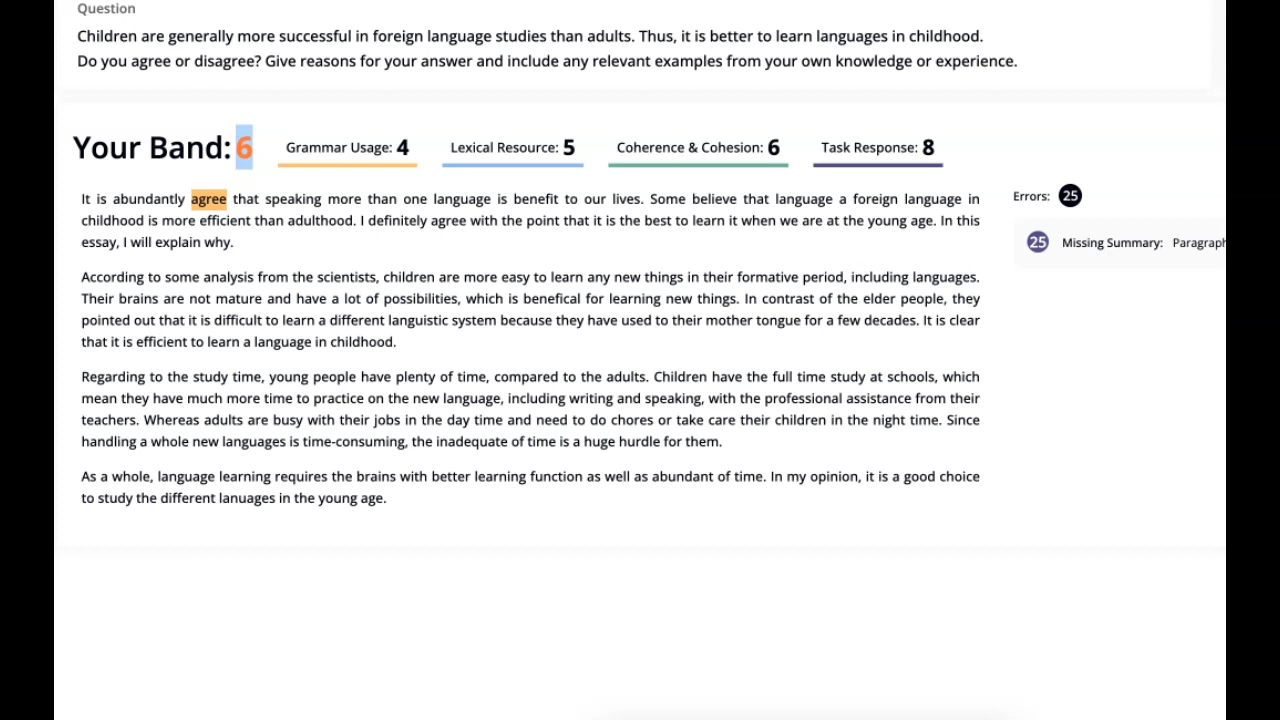 Question
Children are generally more successful in foreign language studies than adults. Thus, it is better to learn languages in childhood.
Do you agree or disagree? Give reasons for your answer and include any relevant examples from your own knowledge or experience.
Your Band: 6 Grammar Usage: 4 Lexical Resource: 5 Coherence & Cohesion: 6 Task Response: 8
It is abundantly agree that speaking more than one language is benefit to our lives. Some believe that language a foreign language in
childhood is more efficient than adulthood. I definitely agree with the point that it is the best to learn it when we are at the young age. In this
essay, I will explain why.
Errors: 25
25 Missing Summary: Paragraph
According to some analysis from the scientists, children are more easy to learn any new things in their formative period, including languages.
Their brains are not mature and have a lot of possibilities, which is benefical for learning new things. In contrast of the elder people, they
pointed out that it is difficult to learn a different languistic system because they have used to their mother tongue for a few decades. It is clear
that it is efficient to learn a language in childhood.
Regarding to the study time, young people have plenty of time, compared to the adults. Children have the full time study at schools, which
mean they have much more time to practice on the new language, including writing and speaking, with the professional assistance from their
teachers. Whereas adults are busy with their jobs in the day time and need to do chores or take care their children in the night time. Since
handling a whole new languages is time-consuming, the inadequate of time is a huge hurdle for them.
As a whole, language learning requires the brains with better learning function as well as abundant of time. In my opinion, it is a good choice
to study the different lanuages in the young age.